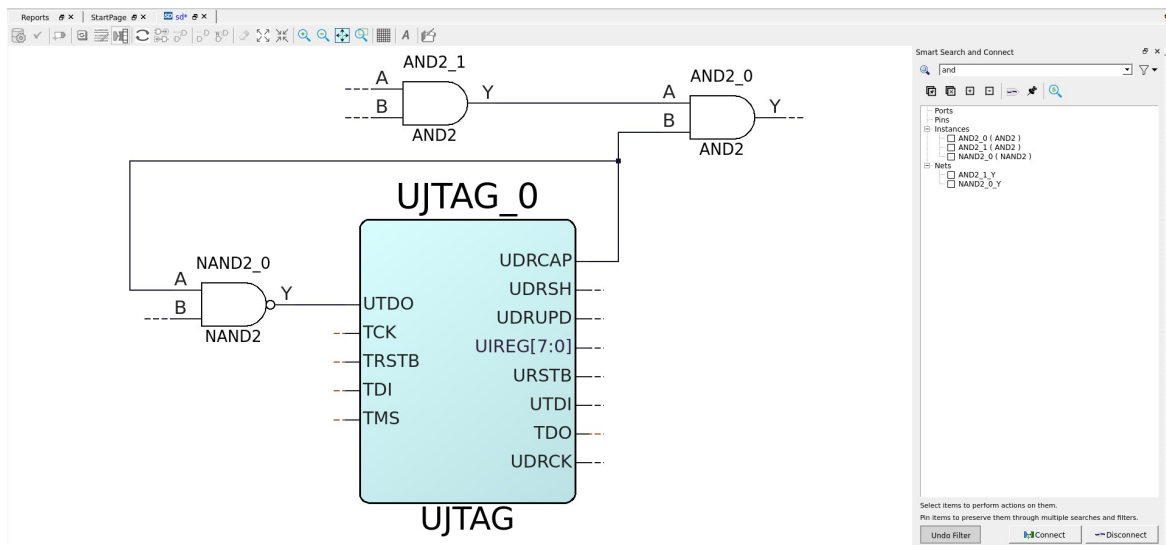 Reports
StartPage
sd*
A
Smart Search and Connect
and
Ports
Pins
Instances
AND2_0 ( AND2 )
AND2_1 ( AND2 )
NAND2_0 ( NAND2 )
Nets
AND2_1_Y
NAND2_0_Y
Select items to perform actions on them.
Pin items to preserve them through multiple searches and filters.
Undo Filter
Connect
Disconnect
AND2_1
A
B
Y
AND2
AND2_0
A
B
Y
AND2
UJTAG_0
NAND2_0
A
B
Y
NAND2
UTDO
TCK
TRSTB
TDI
TMS
UDRCAP
UDRSH
UDRUPD
UIREG[7:0]
URSTB
UTDI
TDO
UDRCK
UJTAG